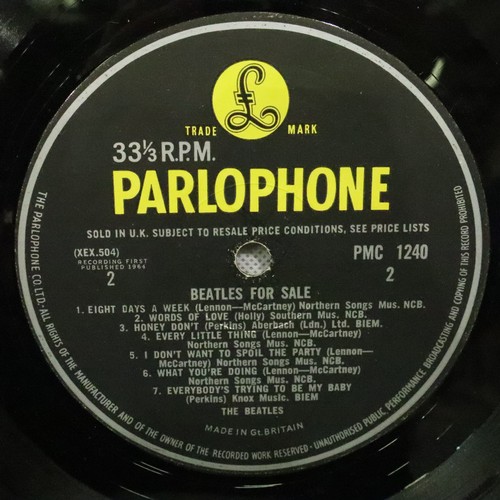 £
TRADE MARK
33⅓ R.P.M.
PARLOPHONE
SOLD IN U.K. SUBJECT TO RESALE PRICE CONDITIONS, SEE PRICE LISTS
(XEX.504) PMC 1240
RECORDING FIRST
PUBLISHED 1964
2 2
BEATLES FOR SALE
1. EIGHT DAYS A WEEK (Lennon—McCartney) Northern Songs Mus. NCB.
2. WORDS OF LOVE (Holly) Southern Mus. NCB.
3. HONEY DON'T (Perkins) Aberbach (Ldn.) Ltd. BIEM.
4. EVERY LITTLE THING (Lennon—McCartney)
Northern Songs Mus. NCB.
5. I DON'T WANT TO SPOIL THE PARTY (Lennon—
McCartney) Northern Songs Mus. NCB.
6. WHAT YOU'RE DOING (Lennon—McCartney)
Northern Songs Mus. NCB.
7. EVERYBODY'S TRYING TO BE MY BABY
(Perkins) Knox Music. BIEM
THE BEATLES
MADE IN Gt. BRITAIN
THE PARLOPHONE CO LTD.· ALL RIGHTS OF THE MANUFACTURER AND OF THE OWNER OF THE RECORDED WORK RESERVED · UNAUTHORISED PUBLIC PERFORMANCE BROADCASTING AND COPYING OF THIS RECORD PROHIBITED